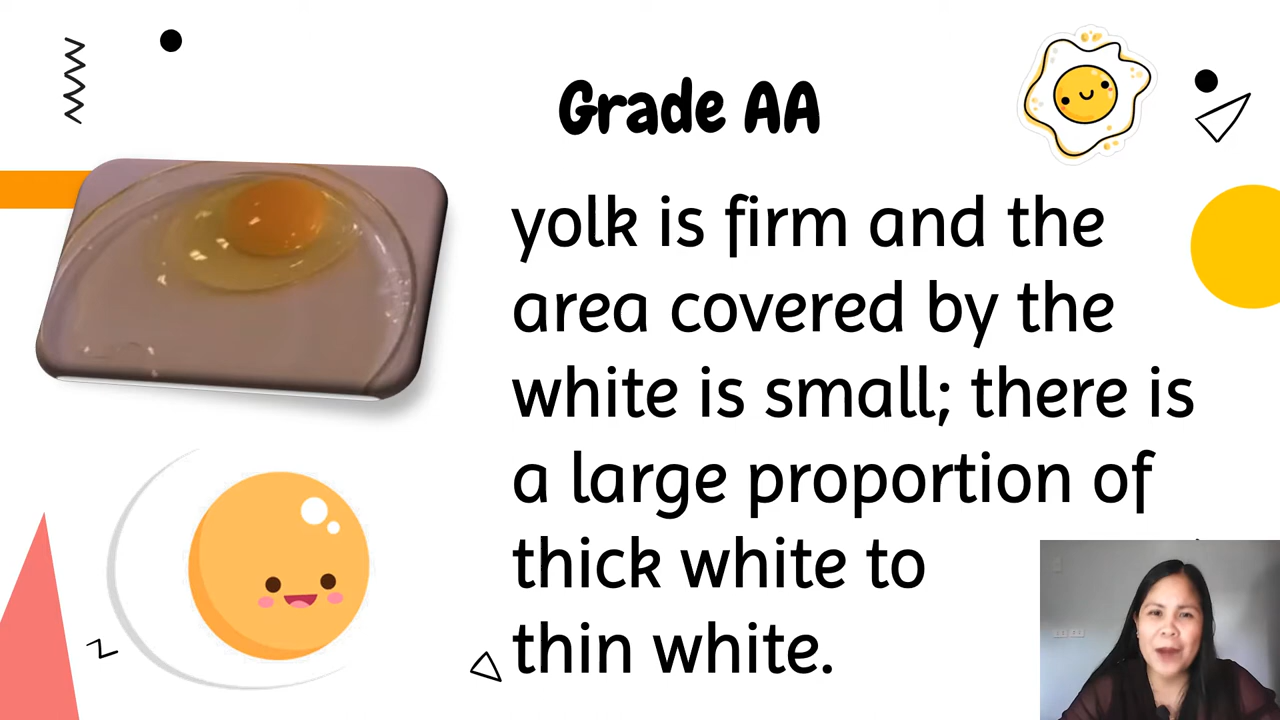 Grade AA
yolk is firm and the
area covered by the
white is small; there is
a large proportion of
thick white to
thin white.